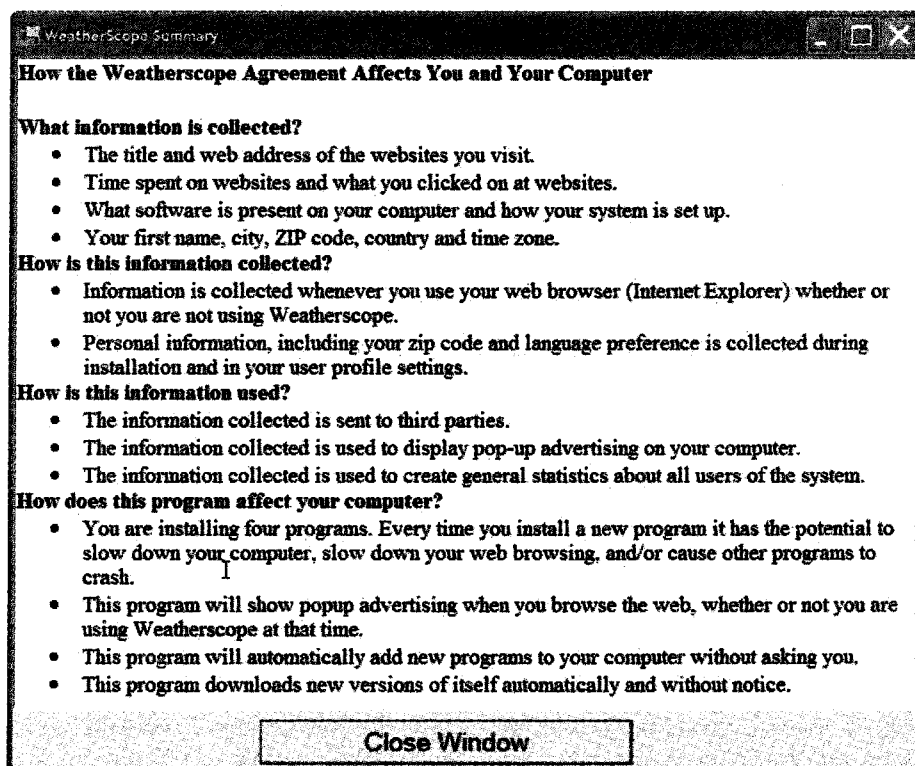 WeatherScope Summary
How the Weatherscope Agreement Affects You and Your Computer
What information is collected?
• The title and web address of the websites you visit.
• Time spent on websites and what you clicked on at websites.
• What software is present on your computer and how your system is set up.
• Your first name, city, ZIP code, country and time zone.
How is this information collected?
• Information is collected whenever you use your web browser (Internet Explorer) whether or
not you are not using Weatherscope.
• Personal information, including your zip code and language preference is collected during
installation and in your user profile settings.
How is this information used?
• The information collected is sent to third parties.
• The information collected is used to display pop-up advertising on your computer.
• The information collected is used to create general statistics about all users of the system.
How does this program affect your computer?
• You are installing four programs. Every time you install a new program it has the potential to
slow down your computer, slow down your web browsing, and/or cause other programs to
crash.
• This program will show popup advertising when you browse the web, whether or not you are
using Weatherscope at that time.
• This program will automatically add new programs to your computer without asking you.
• This program downloads new versions of itself automatically and without notice.
Close Window